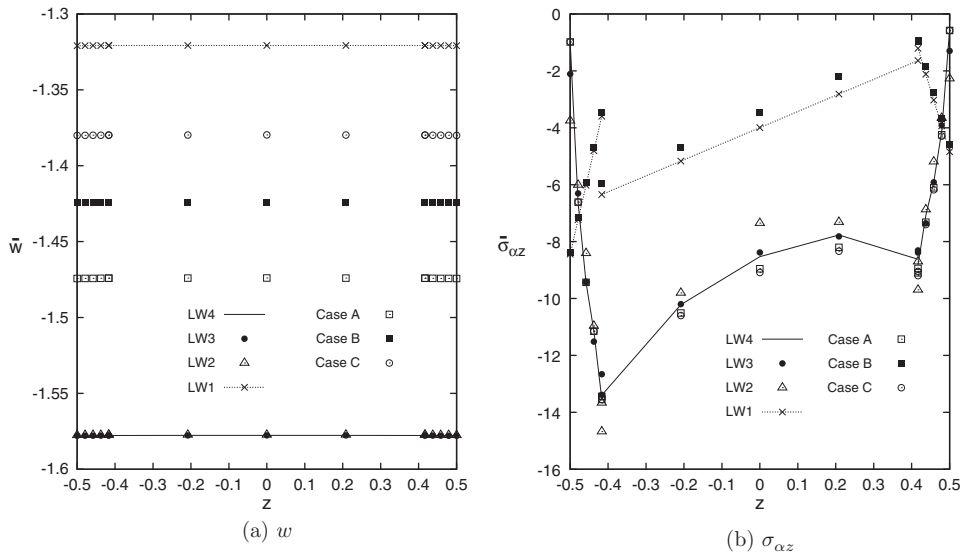 -1.3
-1.35
-1.4
-1.45
-1.5
-1.55
-1.6
w̄
-0.5 -0.4 -0.3 -0.2 -0.1 0 0.1 0.2 0.3 0.4 0.5
z
LW4
LW3
LW2
LW1
Case A
Case B
Case C
(a) w
0
-2
-4
-6
-8
-10
-12
-14
-16
σ̄αz
-0.5 -0.4 -0.3 -0.2 -0.1 0 0.1 0.2 0.3 0.4 0.5
z
LW4
LW3
LW2
LW1
Case A
Case B
Case C
(b) σαz